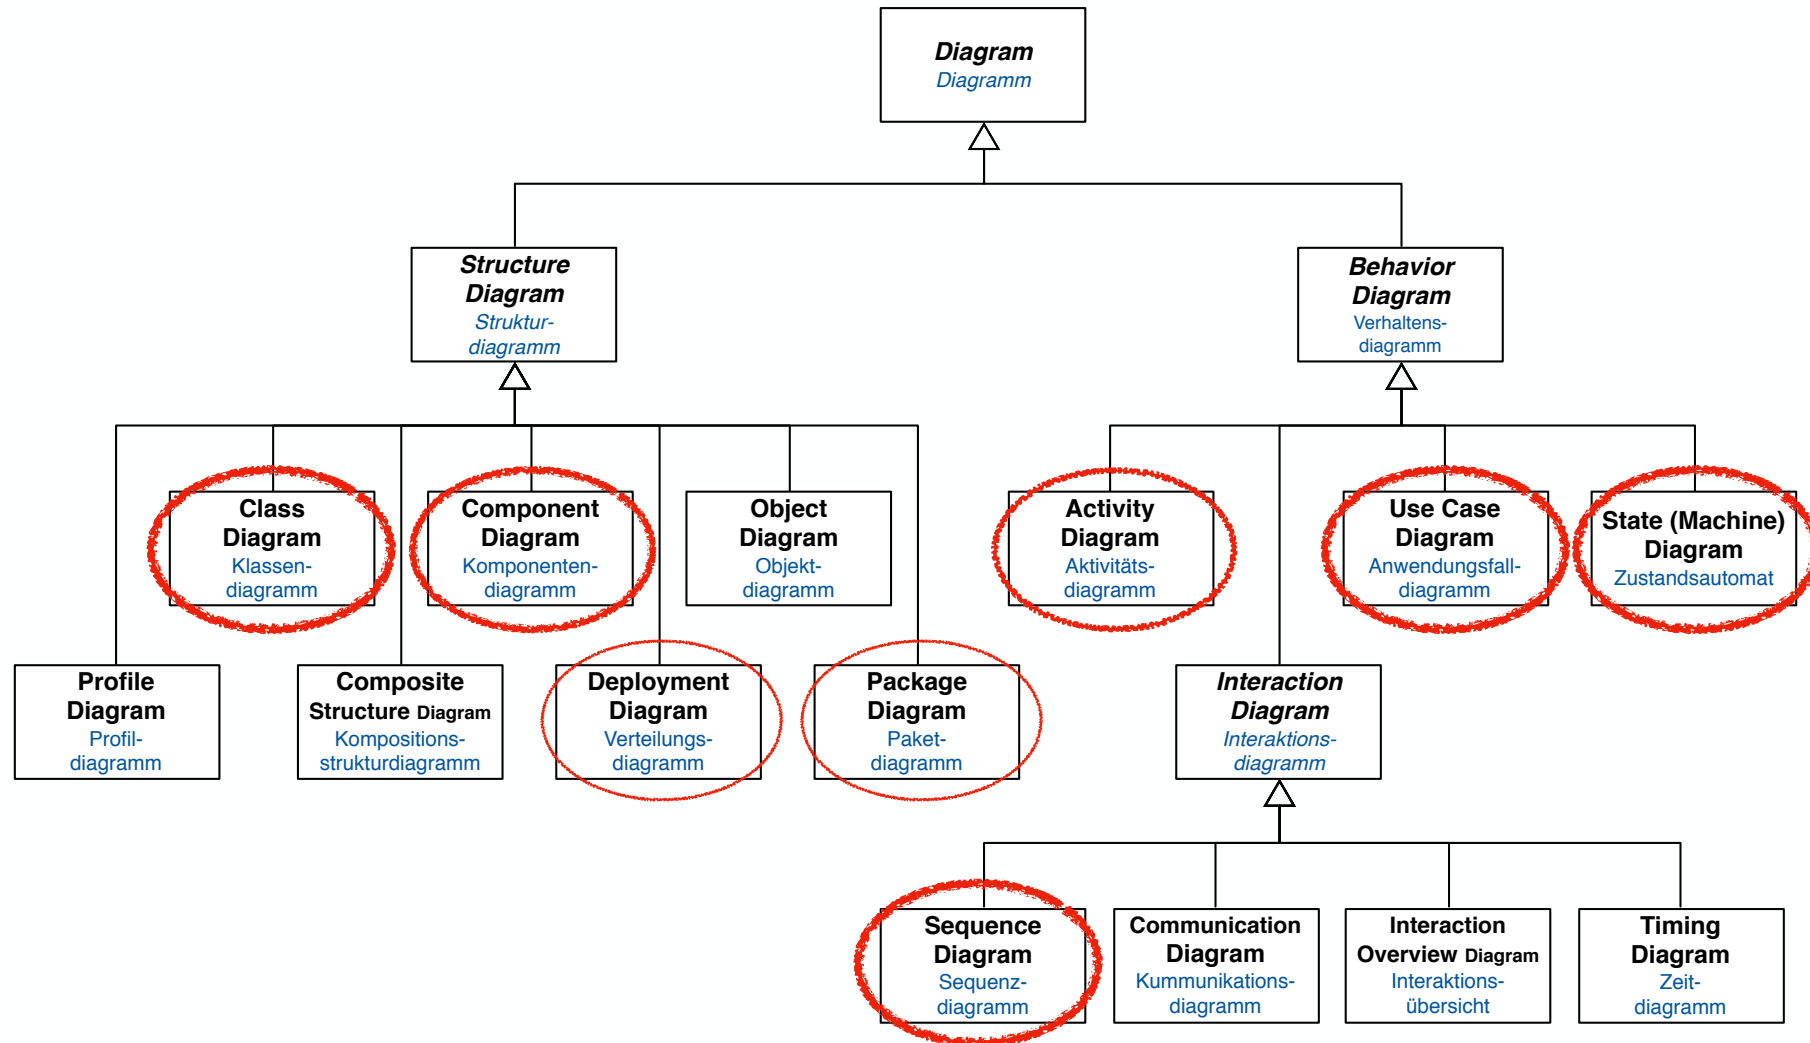 Diagram
Diagramm
Structure
Diagram
Struktur-
diagramm
Behavior
Diagram
Verhaltens-
diagramm
Class
Diagram
Klassen-
diagramm
Component
Diagram
Komponenten-
diagramm
Object
Diagram
Objekt-
diagramm
Activity
Diagram
Aktivitäts-
diagramm
Use Case
Diagram
Anwendungsfall-
diagramm
State (Machine)
Diagram
Zustandsautomat
Profile
Diagram
Profil-
diagramm
Composite
Structure Diagram
Kompositions-
strukturdiagramm
Deployment
Diagram
Verteilungs-
diagramm
Package
Diagram
Paket-
diagramm
Interaction
Diagram
Interaktions-
diagramm
Sequence
Diagram
Sequenz-
diagramm
Communication
Diagram
Kummunikations-
diagramm
Interaction
Overview Diagram
Interaktions-
übersicht
Timing
Diagram
Zeit-
diagramm